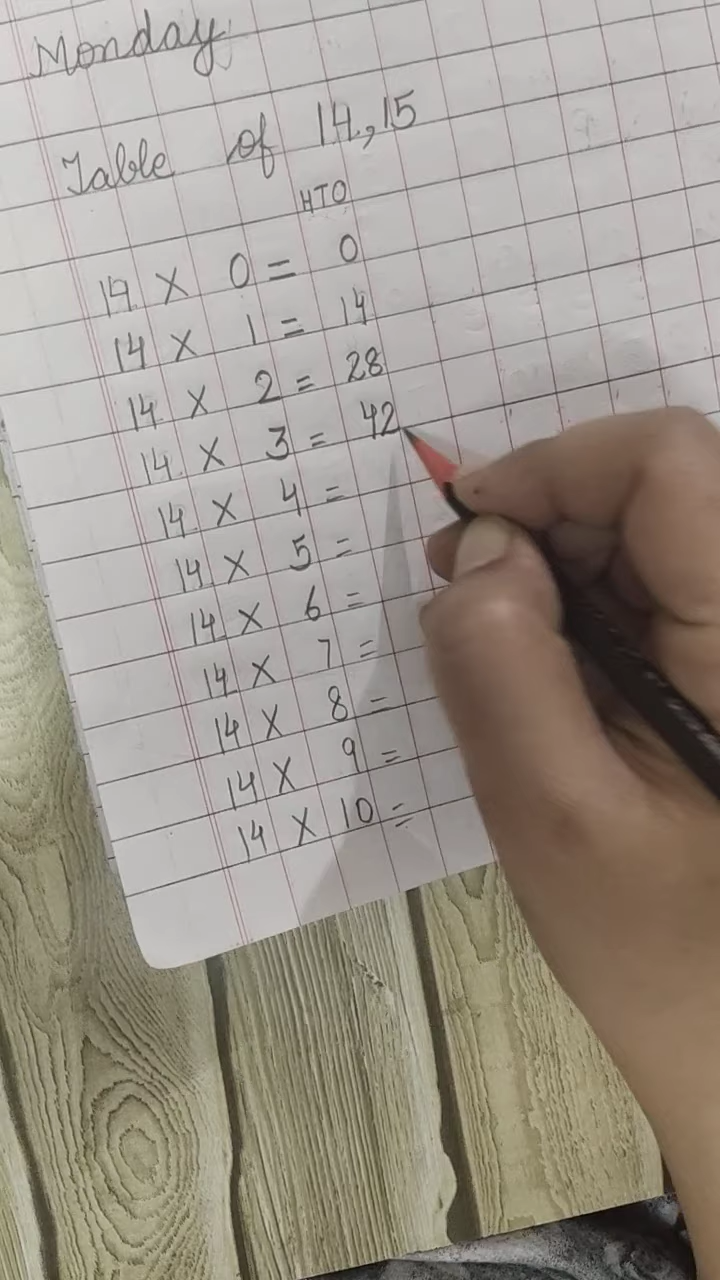 Monday
Table of 14, 15
HTO
14 X 0 = 0
14 X 1 = 14
14 X 2 = 28
14 X 3 = 42
14 X 4 =
14 X 5 =
14 X 6 =
14 X 7 =
14 X 8 =
14 X 9 =
14 X 10 =